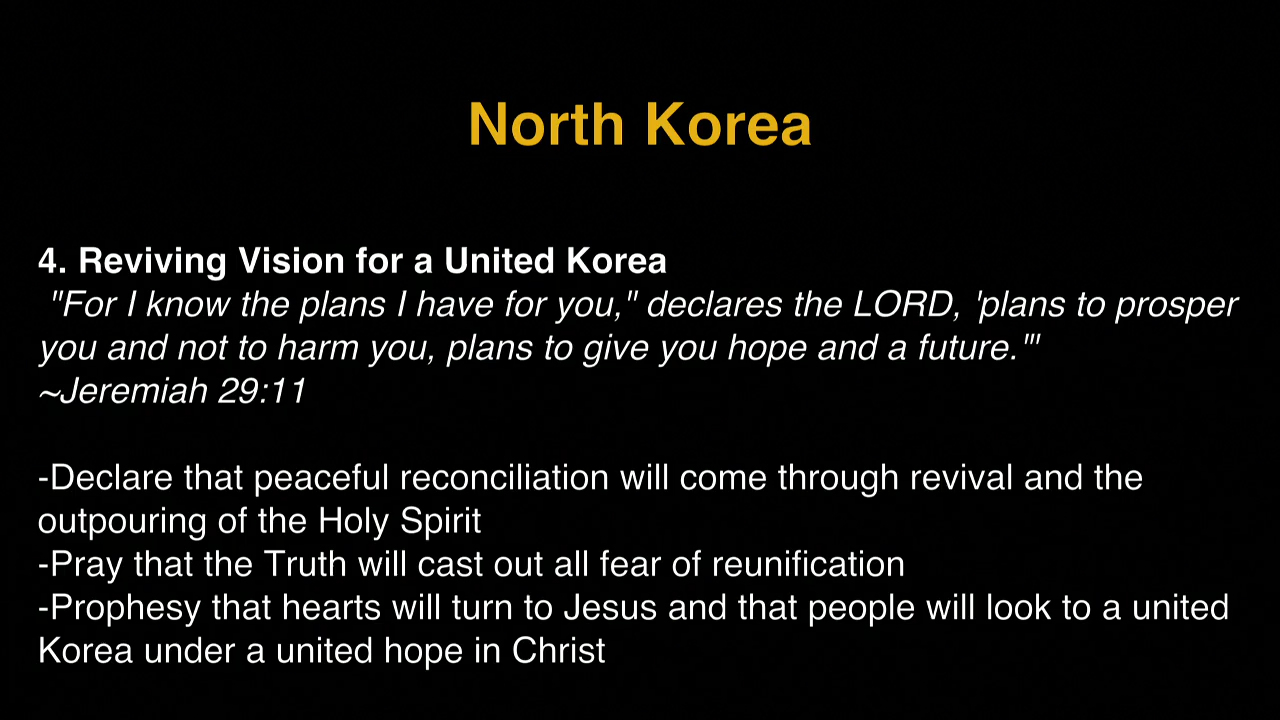 North Korea
4. Reviving Vision for a United Korea
"For I know the plans I have for you," declares the LORD, 'plans to prosper
you and not to harm you, plans to give you hope and a future.'"
~Jeremiah 29:11
-Declare that peaceful reconciliation will come through revival and the
outpouring of the Holy Spirit
-Pray that the Truth will cast out all fear of reunification
-Prophesy that hearts will turn to Jesus and that people will look to a united
Korea under a united hope in Christ